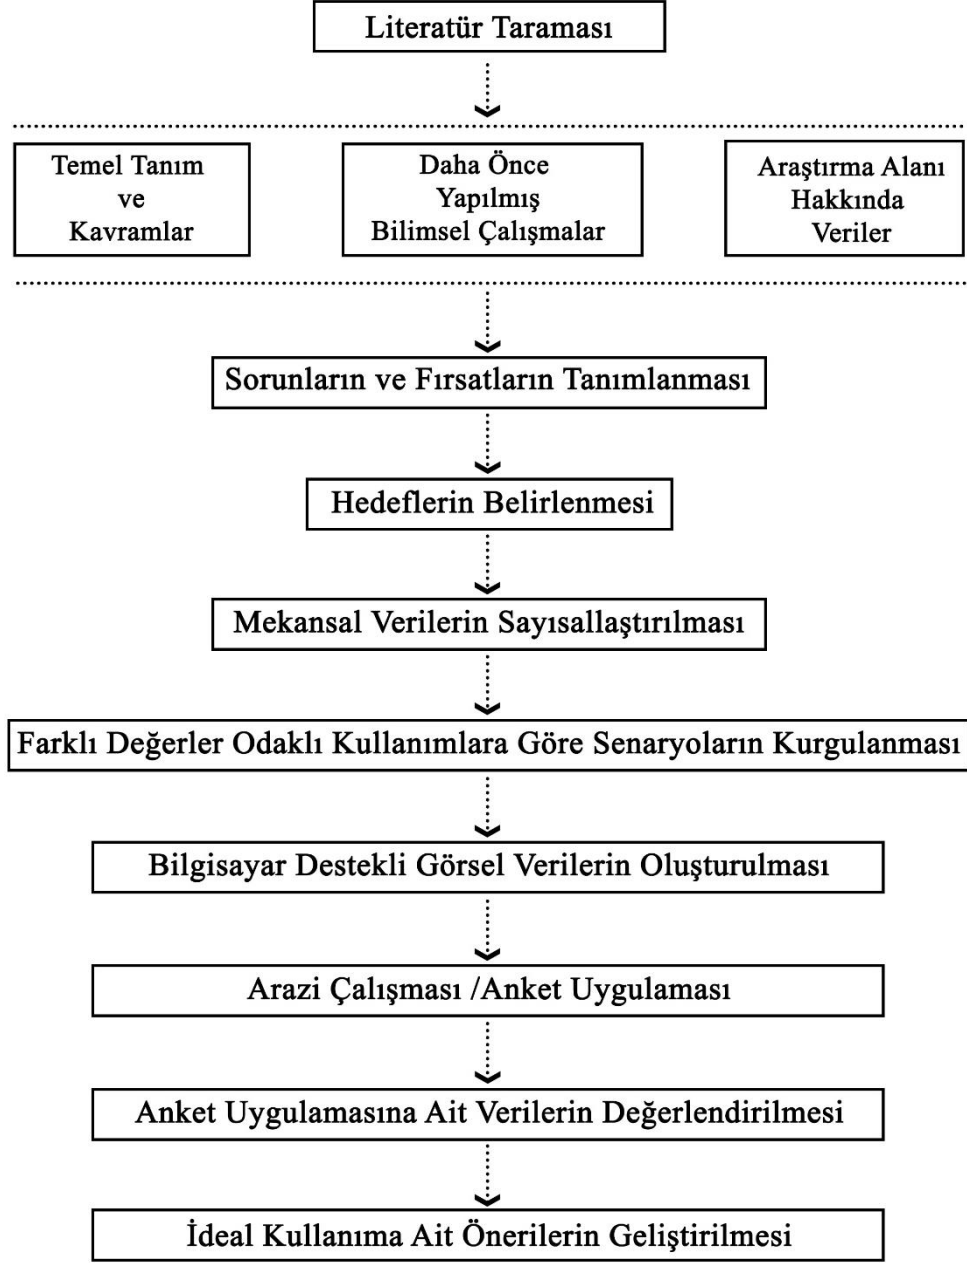 Literatür Taraması
Temel Tanım
ve
Kavramlar
Daha Önce
Yapılmış
Bilimsel Çalışmalar
Araştırma Alanı
Hakkında
Veriler
Sorunların ve Fırsatların Tanımlanması
Hedeflerin Belirlenmesi
Mekansal Verilerin Sayısallaştırılması
Farklı Değerler Odaklı Kullanımlara Göre Senaryoların Kurgulanması
Bilgisayar Destekli Görsel Verilerin Oluşturulması
Arazi Çalışması /Anket Uygulaması
Anket Uygulamasına Ait Verilerin Değerlendirilmesi
İdeal Kullanıma Ait Önerilerin Geliştirilmesi